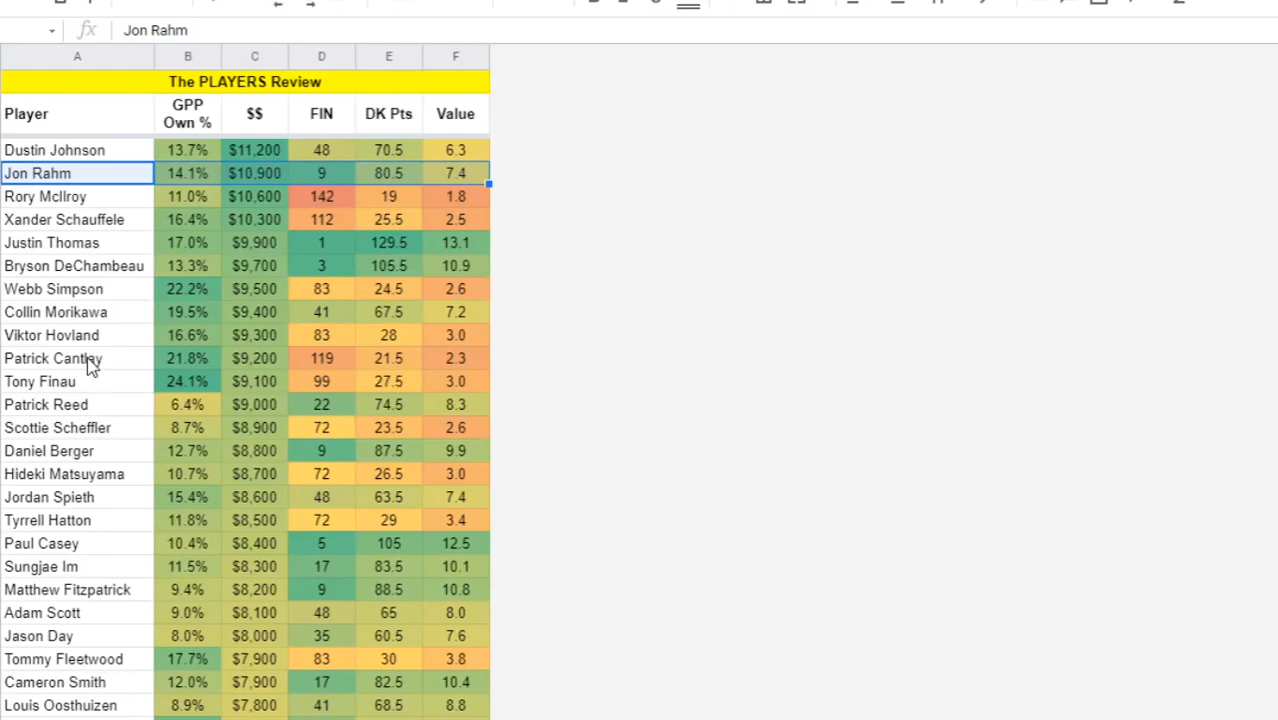 fx Jon Rahm
A B C D E F
The PLAYERS Review
Player GPP Own % $$ FIN DK Pts Value
Dustin Johnson 13.7% $11,200 48 70.5 6.3
Jon Rahm 14.1% $10,900 9 80.5 7.4
Rory McIlroy 11.0% $10,600 142 19 1.8
Xander Schauffele 16.4% $10,300 112 25.5 2.5
Justin Thomas 17.0% $9,900 1 129.5 13.1
Bryson DeChambeau 13.3% $9,700 3 105.5 10.9
Webb Simpson 22.2% $9,500 83 24.5 2.6
Collin Morikawa 19.5% $9,400 41 67.5 7.2
Viktor Hovland 16.6% $9,300 83 28 3.0
Patrick Cantlay 21.8% $9,200 119 21.5 2.3
Tony Finau 24.1% $9,100 99 27.5 3.0
Patrick Reed 6.4% $9,000 22 74.5 8.3
Scottie Scheffler 8.7% $8,900 72 23.5 2.6
Daniel Berger 12.7% $8,800 9 87.5 9.9
Hideki Matsuyama 10.7% $8,700 72 26.5 3.0
Jordan Spieth 15.4% $8,600 48 63.5 7.4
Tyrrell Hatton 11.8% $8,500 72 29 3.4
Paul Casey 10.4% $8,400 5 105 12.5
Sungjae Im 11.5% $8,300 17 83.5 10.1
Matthew Fitzpatrick 9.4% $8,200 9 88.5 10.8
Adam Scott 9.0% $8,100 48 65 8.0
Jason Day 8.0% $8,000 35 60.5 7.6
Tommy Fleetwood 17.7% $7,900 83 30 3.8
Cameron Smith 12.0% $7,900 17 82.5 10.4
Louis Oosthuizen 8.9% $7,800 41 68.5 8.8